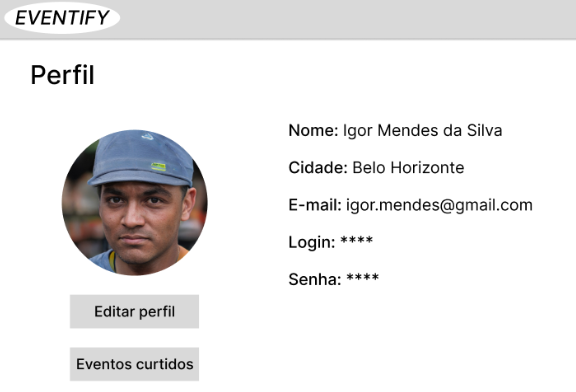 EVENTIFY
Perfil
Nome: Igor Mendes da Silva
Cidade: Belo Horizonte
E-mail: igor.mendes@gmail.com
Login: ****
Senha: ****
Editar perfil
Eventos curtidos